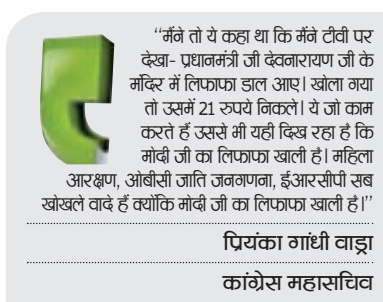 “मैंने तो ये कहा था कि मैंने टीवी पर
देखा- प्रधानमंत्री जी देवनारायण जी के
मंदिर में लिफाफा डाल आए। खोला गया
तो उसमें 21 रुपये निकले। ये जो काम
करते हैं उससे भी यही दिख रहा है कि
मोदी जी का लिफाफा खाली है। महिला
आरक्षण, ओबीसी जाति जनगणना, ईआरसीपी सब
खोखले वादे हैं क्योंकि मोदी जी का लिफाफा खाली है।”
प्रियंका गांधी वाड्रा
कांग्रेस महासचिव